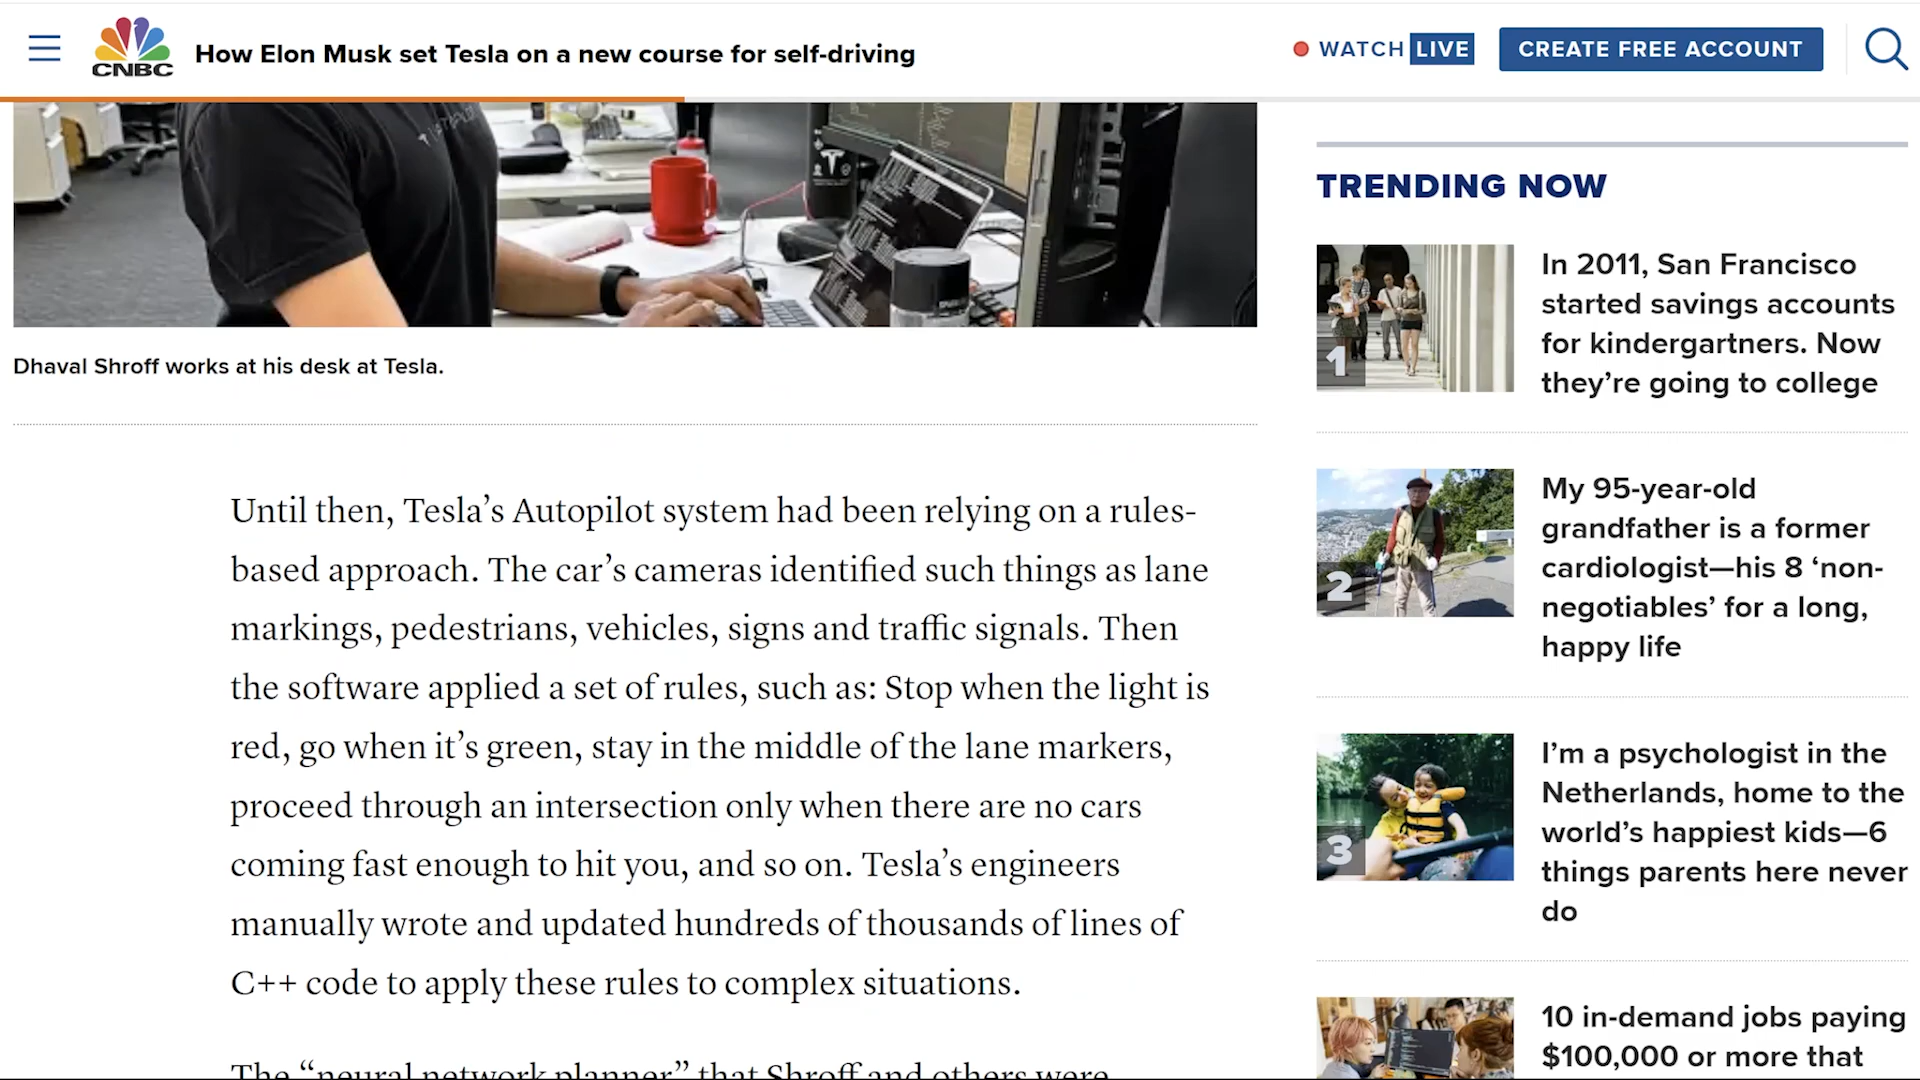 CNBC
How Elon Musk set Tesla on a new course for self-driving
WATCH LIVE
CREATE FREE ACCOUNT
Dhaval Shroff works at his desk at Tesla.
Until then, Tesla’s Autopilot system had been relying on a rules-
based approach. The car’s cameras identified such things as lane
markings, pedestrians, vehicles, signs and traffic signals. Then
the software applied a set of rules, such as: Stop when the light is
red, go when it’s green, stay in the middle of the lane markers,
proceed through an intersection only when there are no cars
coming fast enough to hit you, and so on. Tesla’s engineers
manually wrote and updated hundreds of thousands of lines of
C++ code to apply these rules to complex situations.
The “neural network planner” that Shroff and others were
TRENDING NOW
1
In 2011, San Francisco
started savings accounts
for kindergartners. Now
they’re going to college
2
My 95-year-old
grandfather is a former
cardiologist—his 8 ‘non-
negotiables’ for a long,
happy life
3
I’m a psychologist in the
Netherlands, home to the
world’s happiest kids—6
things parents here never
do
10 in-demand jobs paying
$100,000 or more that